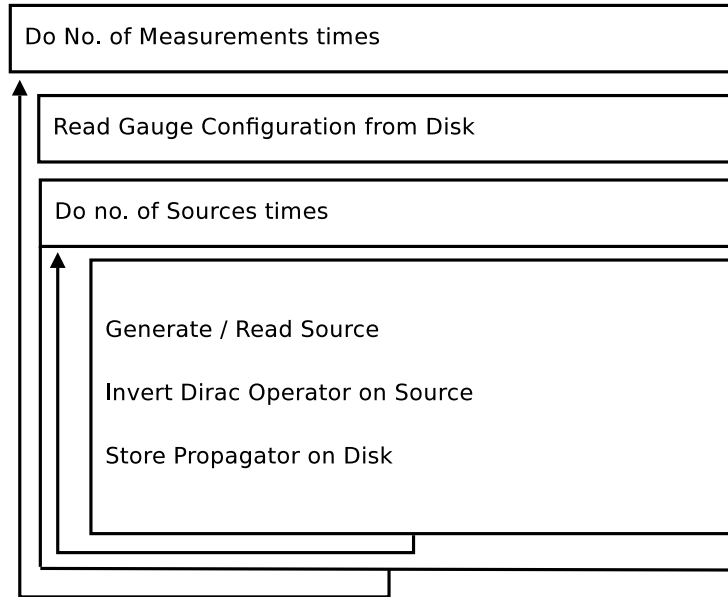 Do No. of Measurements times
Read Gauge Configuration from Disk
Do no. of Sources times
Generate / Read Source
Invert Dirac Operator on Source
Store Propagator on Disk